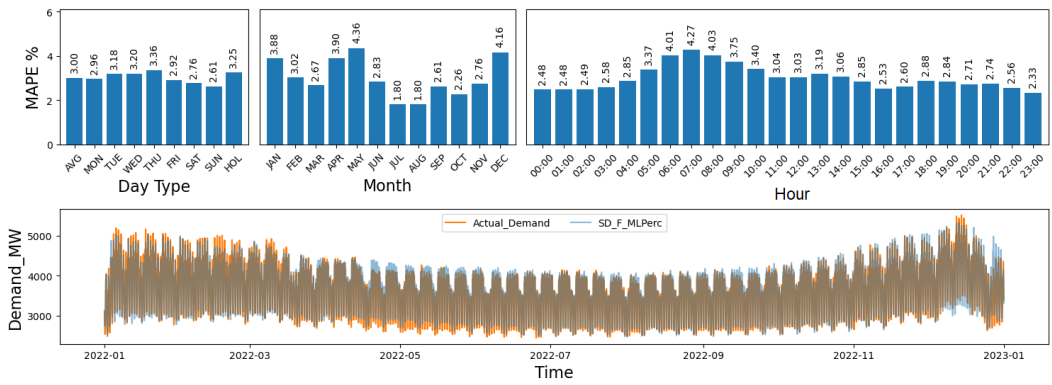 MAPE %
6
4
2
0
3.00 2.96 3.18 3.20 3.36 2.92 2.76 2.61 3.25
AVG MON TUE WED THU FRI SAT SUN HOL
Day Type
3.88 3.02 2.67 3.90 4.36 2.83 1.80 1.80 2.61 2.26 2.76 4.16
JAN FEB MAR APR MAY JUN JUL AUG SEP OCT NOV DEC
Month
2.48 2.48 2.49 2.58 2.85 3.37 4.01 4.27 4.03 3.75 3.40 3.04 3.03 3.19 3.06 2.85 2.53 2.60 2.88 2.84 2.71 2.74 2.56 2.33
00:00 01:00 02:00 03:00 04:00 05:00 06:00 07:00 08:00 09:00 10:00 11:00 12:00 13:00 14:00 15:00 16:00 17:00 18:00 19:00 20:00 21:00 22:00 23:00
Hour
Demand_MW
5000
4000
3000
Actual_Demand SD_F_MLPerc
2022-01 2022-03 2022-05 2022-07 2022-09 2022-11 2023-01
Time